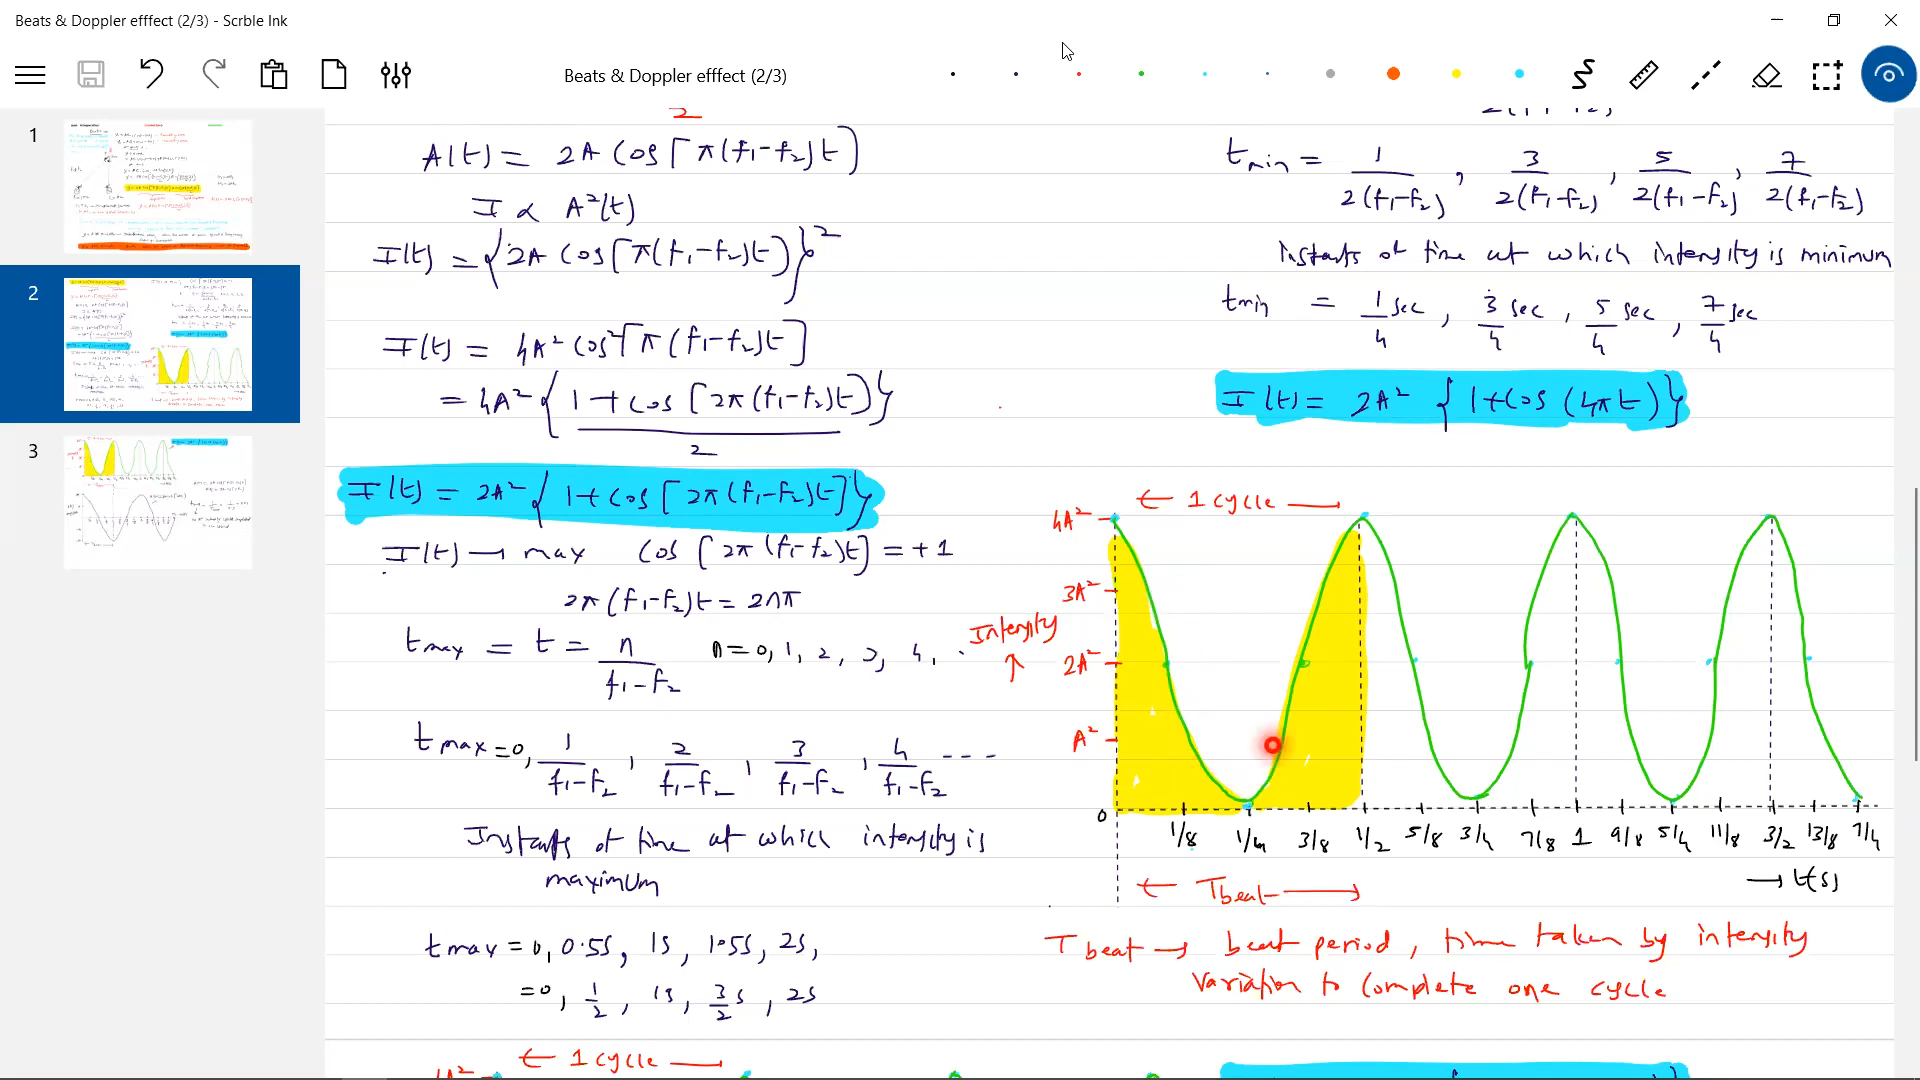 Beats & Doppler efffect (2/3) - Scrble Ink
Beats & Doppler efffect (2/3)
1
2
3
2
A(t) = 2A Cos[π(f₁-f₂)t]
I ∝ A²(t)
I(t) = {2A Cos[π(f₁-f₂)t]}²
I(t) = 4A² cos²[π(f₁-f₂)t]
= 4A² {1+cos[2π(f₁-f₂)t]}
2
I(t) = 2A² {1+cos[2π(f₁-f₂)t]}
I(t) → max Cos[2π(f₁-f₂)t] = +1
2π(f₁-f₂)t = 2nπ
tmax = t = n/(f₁-f₂) n=0, 1, 2, 3, 4, .
tmax = 0, 1/(f₁-f₂), 2/(f₁-f₂), 3/(f₁-f₂), 4/(f₁-f₂) ---
Instants of time at which intensity is
maximum
tmax = 0, 0.5s, 1s, 1.5s, 2s,
= 0, 1/2, 1s, 3/2 s, 2s
← 1 cycle →
4A²
tmin = 1/2(f₁-f₂), 3/2(f₁-f₂), 5/2(f₁-f₂), 7/2(f₁-f₂)
Instants of time at which intensity is minimum
tmin = 1/4 sec, 3/4 sec, 5/4 sec, 7/4 sec
I(t) = 2A² {1+cos(4πt)}
← 1 cycle →
4A²
3A²
Intensity ↑
2A²
A²
0
1/8 1/4 3/8 1/2 5/8 3/4 7/8 1 9/8 5/4 11/8 3/2 13/8 7/4
→ t(s)
← Tbeat →
Tbeat → beat period, time taken by intensity
variation to complete one cycle